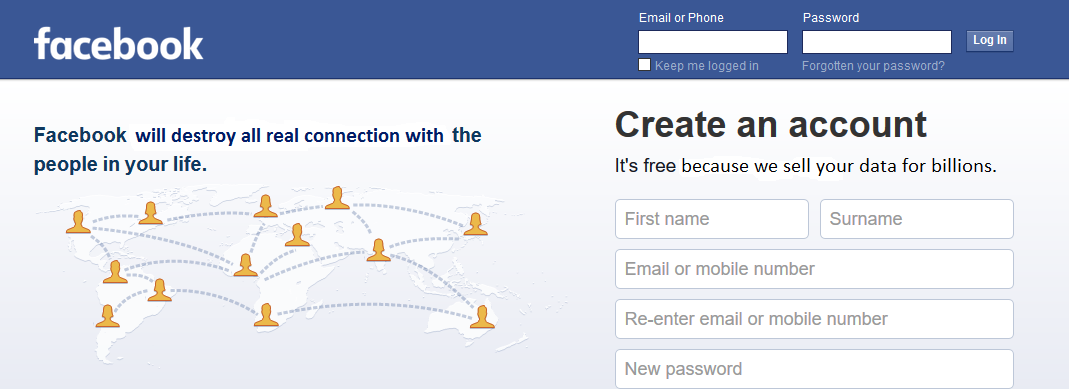 facebook
Email or Phone
Password
Log In
Keep me logged in
Forgotten your password?
Facebook will destroy all real connection with the
people in your life.
Create an account
It's free because we sell your data for billions.
First name
Surname
Email or mobile number
Re-enter email or mobile number
New password